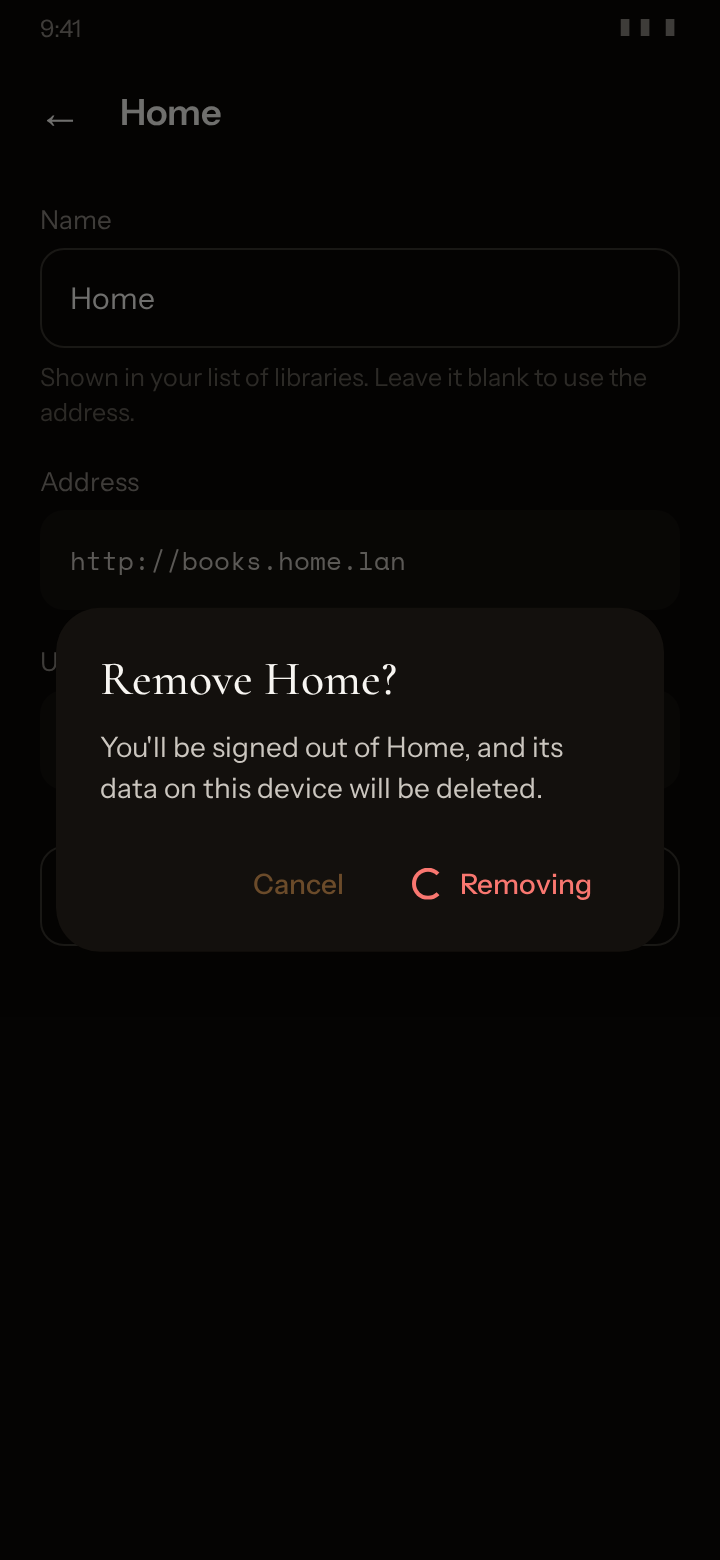 9:41
← Home
Name
Home
Shown in your list of libraries. Leave it blank to use the
address.
Address
http://books.home.lan
Remove Home?
You'll be signed out of Home, and its
data on this device will be deleted.
Cancel
Removing